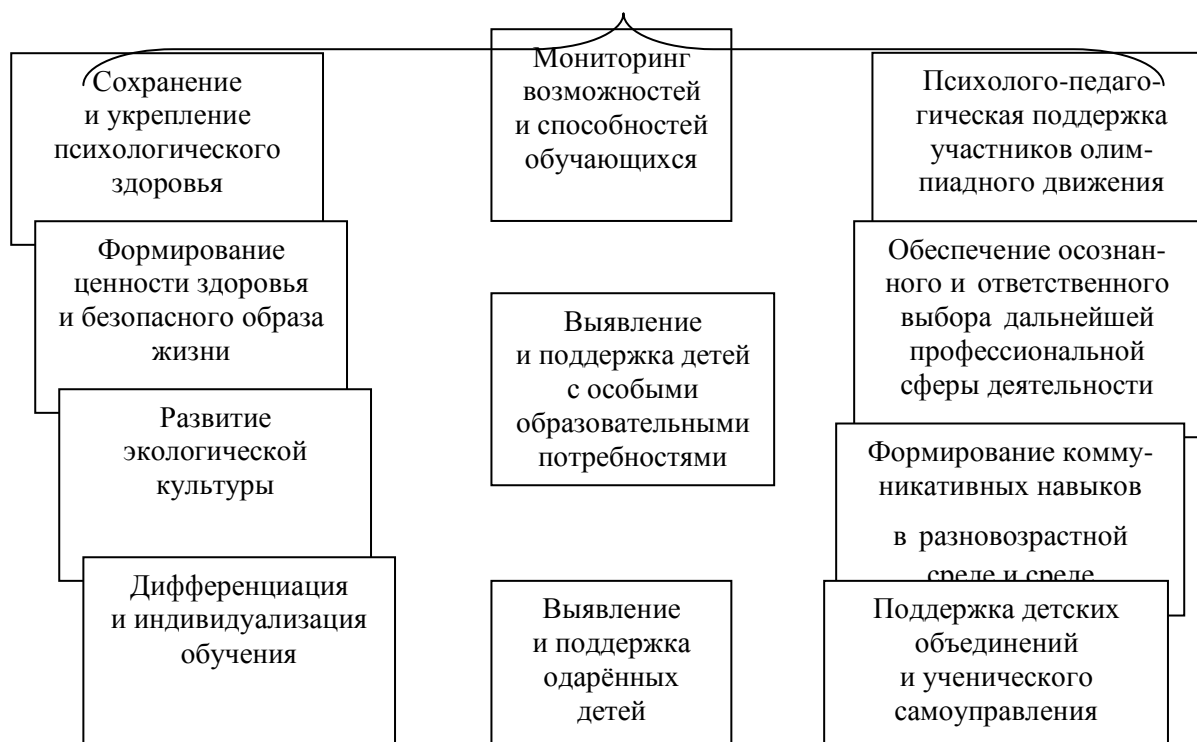 Сохранение
и укрепление
психологического
здоровья
Формирование
ценности здоровья
и безопасного образа
жизни
Развитие
экологической
культуры
Дифференциация
и индивидуализация
обучения
Мониторинг
возможностей
и способностей
обучающихся
Выявление
и поддержка детей
с особыми
образовательными
потребностями
Выявление
и поддержка
одарённых
детей
Психолого-педаго-
гическая поддержка
участников олим-
пиадного движения
Обеспечение осознан-
ного и ответственного
выбора дальнейшей
профессиональной
сферы деятельности
Формирование комму-
никативных навыков
в разновозрастной
среде и среде
Поддержка детских
объединений
и ученического
самоуправления